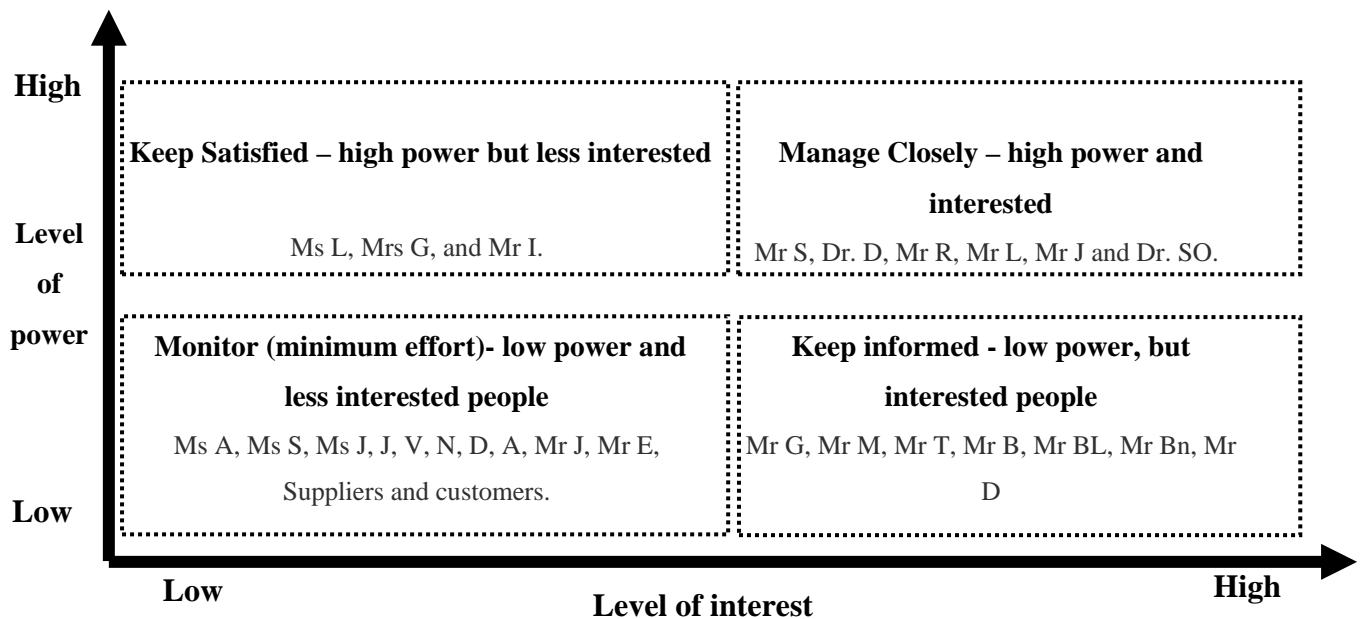 High
Keep Satisfied – high power but less interested
Ms L, Mrs G, and Mr I.
Manage Closely – high power and
interested
Mr S, Dr. D, Mr R, Mr L, Mr J and Dr. SO.
Level
of
power
Monitor (minimum effort)- low power and
less interested people
Ms A, Ms S, Ms J, J, V, N, D, A, Mr J, Mr E,
Suppliers and customers.
Keep informed - low power, but
interested people
Mr G, Mr M, Mr T, Mr B, Mr BL, Mr Bn, Mr
D
Low
Low
Level of interest
High